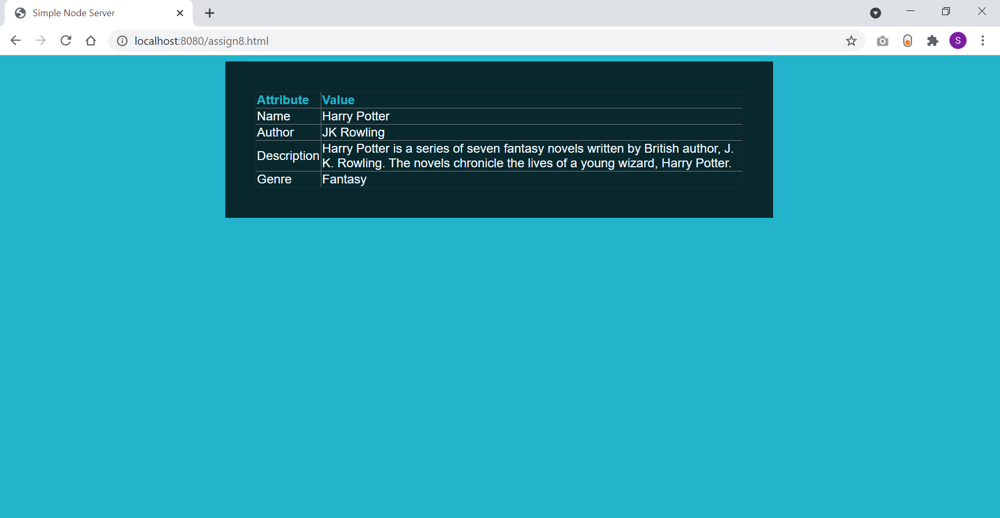 Simple Node Server
localhost:8080/assign8.html
S
Attribute Value
Name Harry Potter
Author JK Rowling
Description Harry Potter is a series of seven fantasy novels written by British author, J.
K. Rowling. The novels chronicle the lives of a young wizard, Harry Potter.
Genre Fantasy